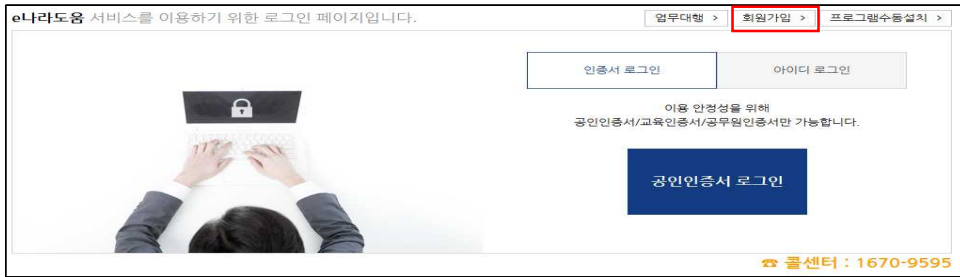 e나라도움 서비스를 이용하기 위한 로그인 페이지입니다.
업무대행 > 회원가입 > 프로그램수동설치 >
인증서 로그인 아이디 로그인
이용 안정성을 위해
공인인증서/교육인증서/공무원인증서만 가능합니다.
공인인증서 로그인
☎ 콜센터 : 1670-9595